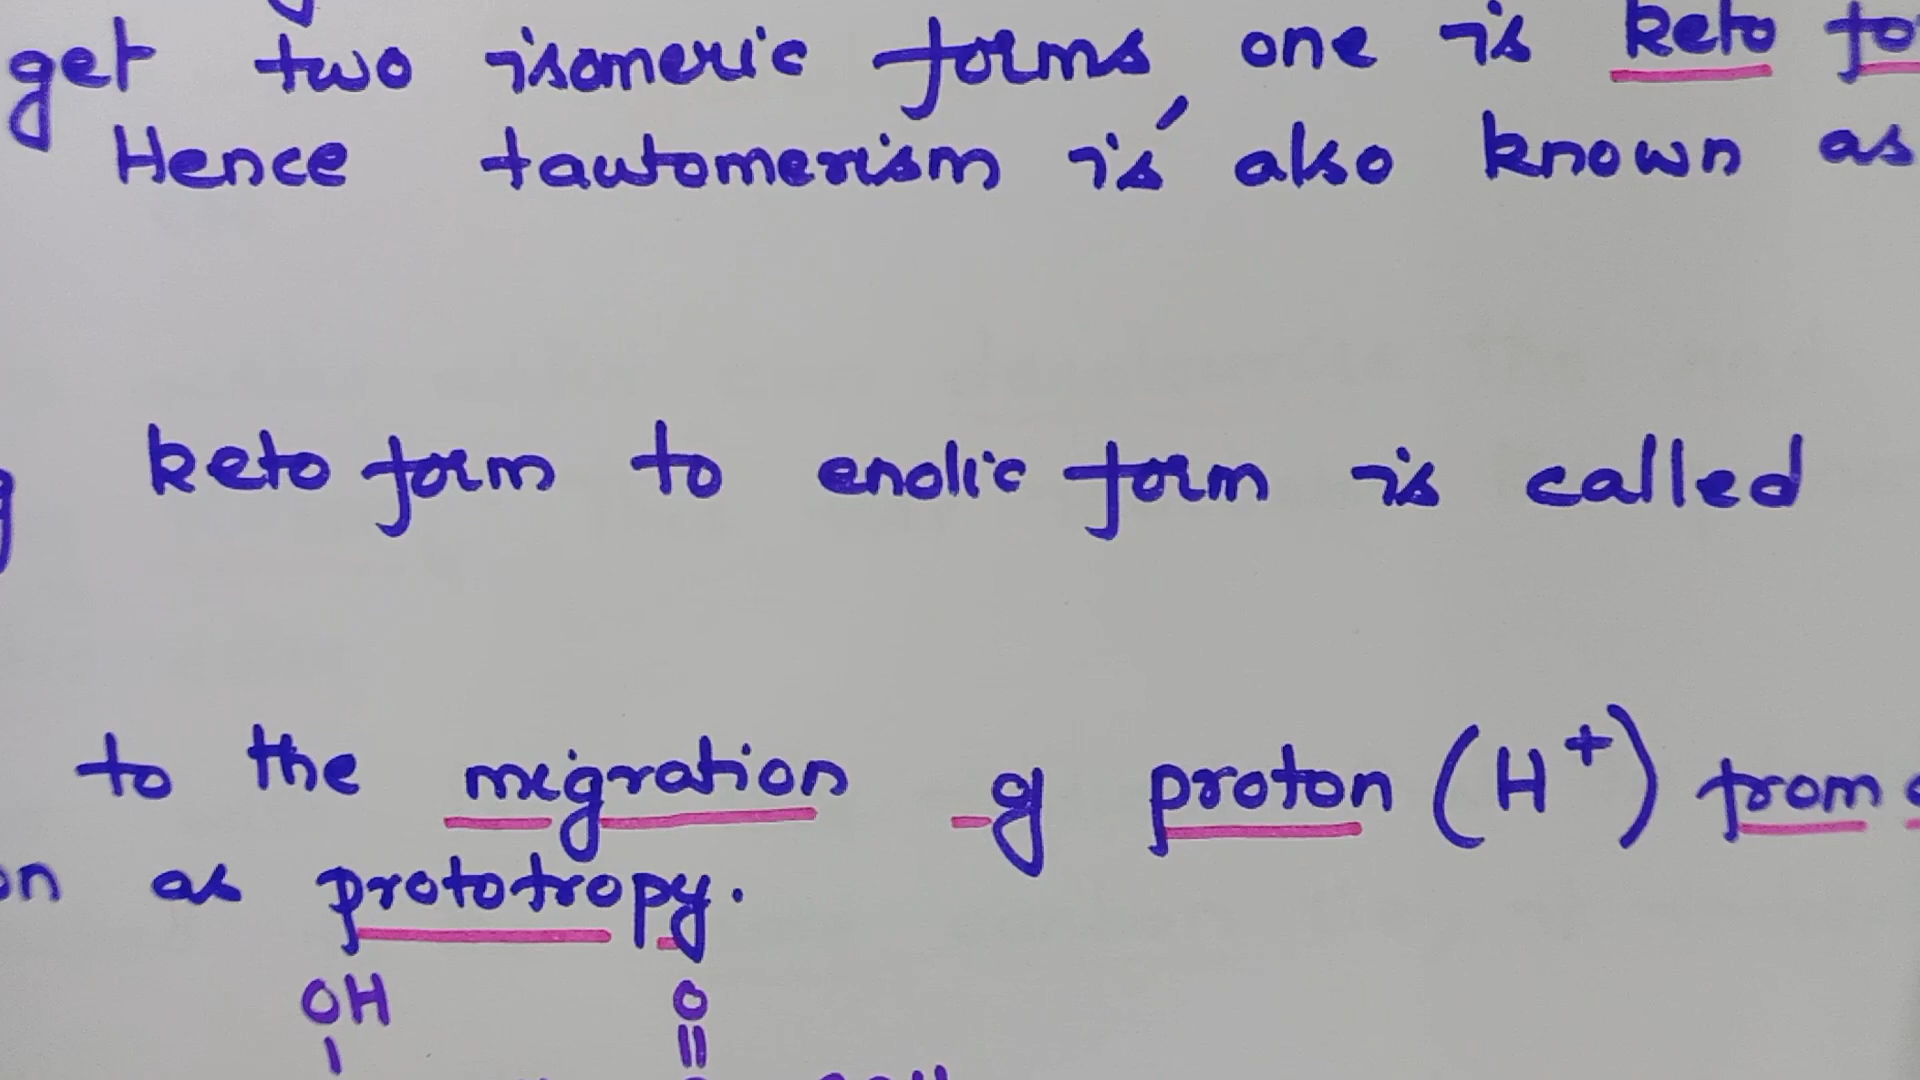 get two isomeric forms, one is keto fo
Hence tautomerism is also known as
keto form to enolic form is called
to the migration of proton (H⁺) from
on as prototropy.
OH O